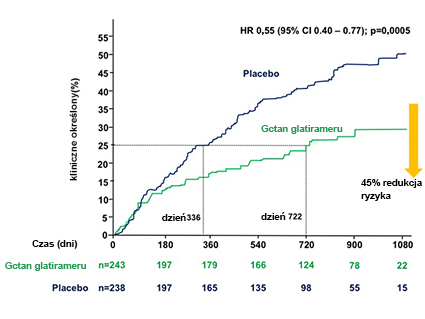 HR 0,55 (95% CI 0.40 – 0.77); p=0,0005
kliniczne określony(%)
55
50
45
40
35
30
25
20
15
10
5
0
Placebo
Gctan glatirameru
dzień 336
dzień 722
45% redukcja
ryzyka
Czas (dni) 0 180 360 540 720 900 1080
Gctan glatirameru n=243 197 179 166 124 78 22
Placebo n=238 197 165 135 98 55 15